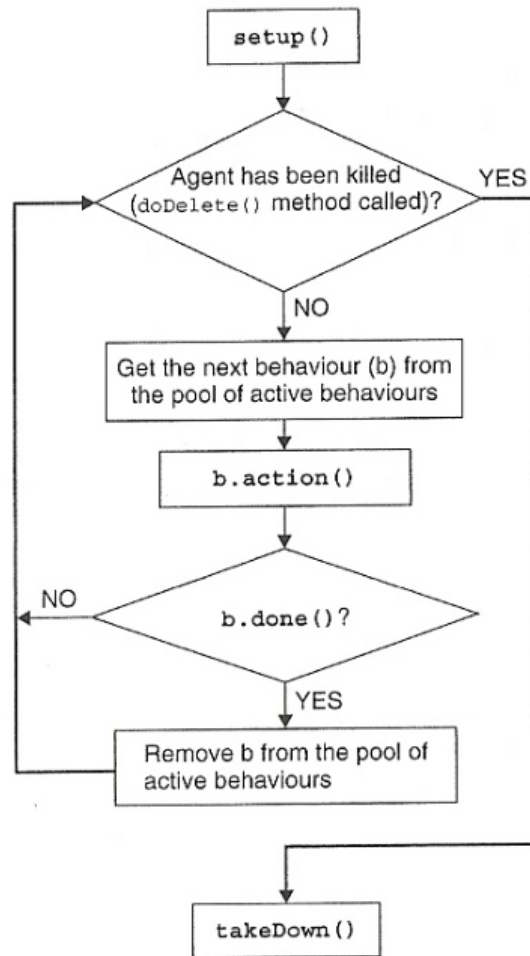 setup()
Agent has been killed
(doDelete() method called)?
YES
NO
Get the next behaviour (b) from
the pool of active behaviours
b.action()
NO
b.done()?
YES
Remove b from the pool of
active behaviours
takeDown()